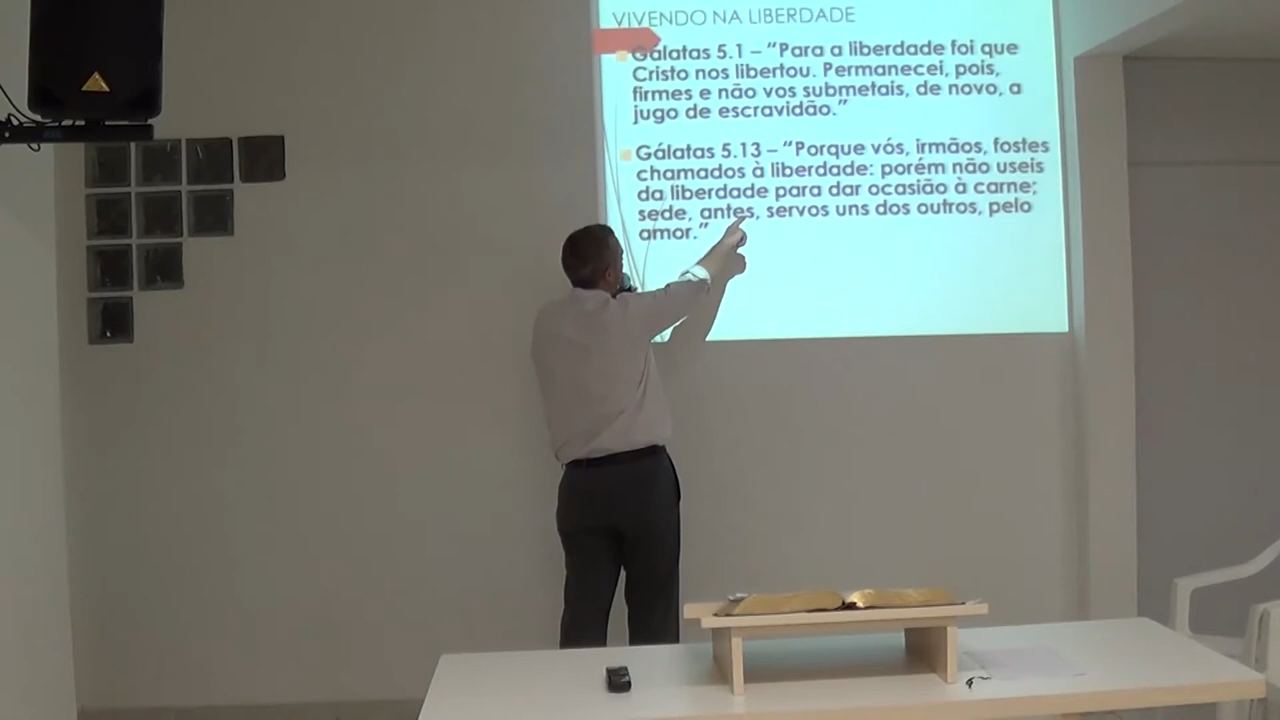 VIVENDO NA LIBERDADE
Gálatas 5.1 – “Para a liberdade foi que
Cristo nos libertou. Permanecei, pois,
firmes e não vos submetais, de novo, a
jugo de escravidão.”
Gálatas 5.13 – “Porque vós, irmãos, fostes
chamados à liberdade: porém não useis
da liberdade para dar ocasião à carne;
sede, antes, servos uns dos outros, pelo
amor.”